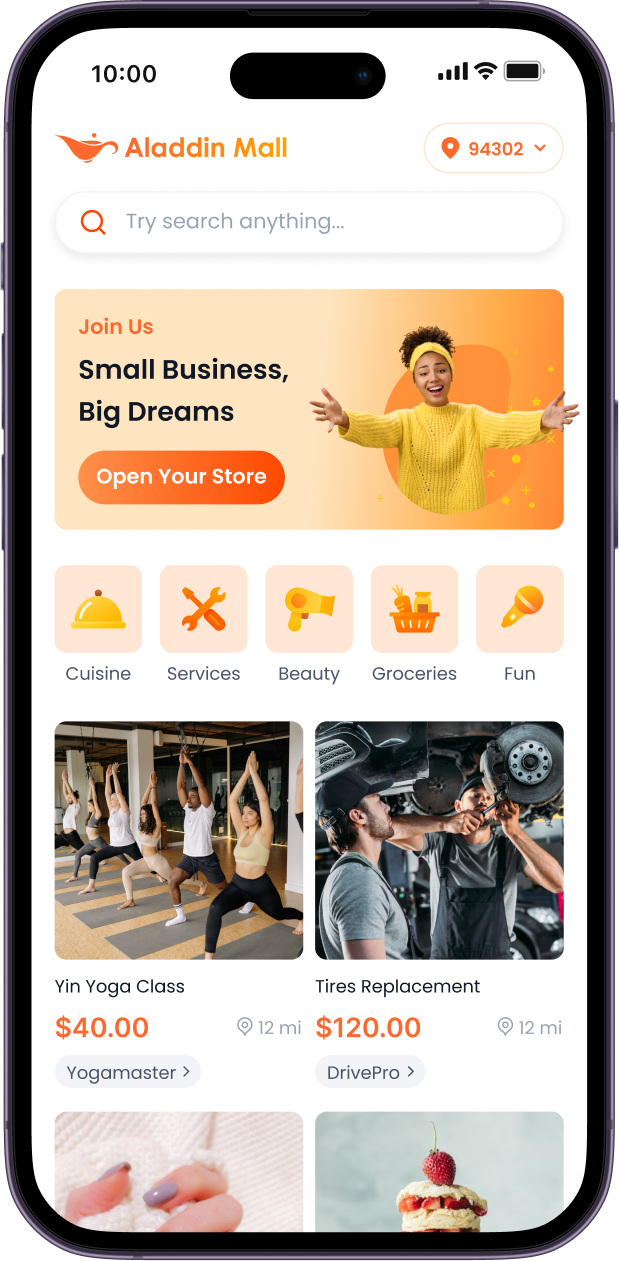 10:00
Aladdin Mall
94302
Try search anything...
Join Us
Small Business,
Big Dreams
Open Your Store
Cuisine
Services
Beauty
Groceries
Fun
Yin Yoga Class
$40.00
12 mi
Yogamaster >
Tires Replacement
$120.00
12 mi
DrivePro >